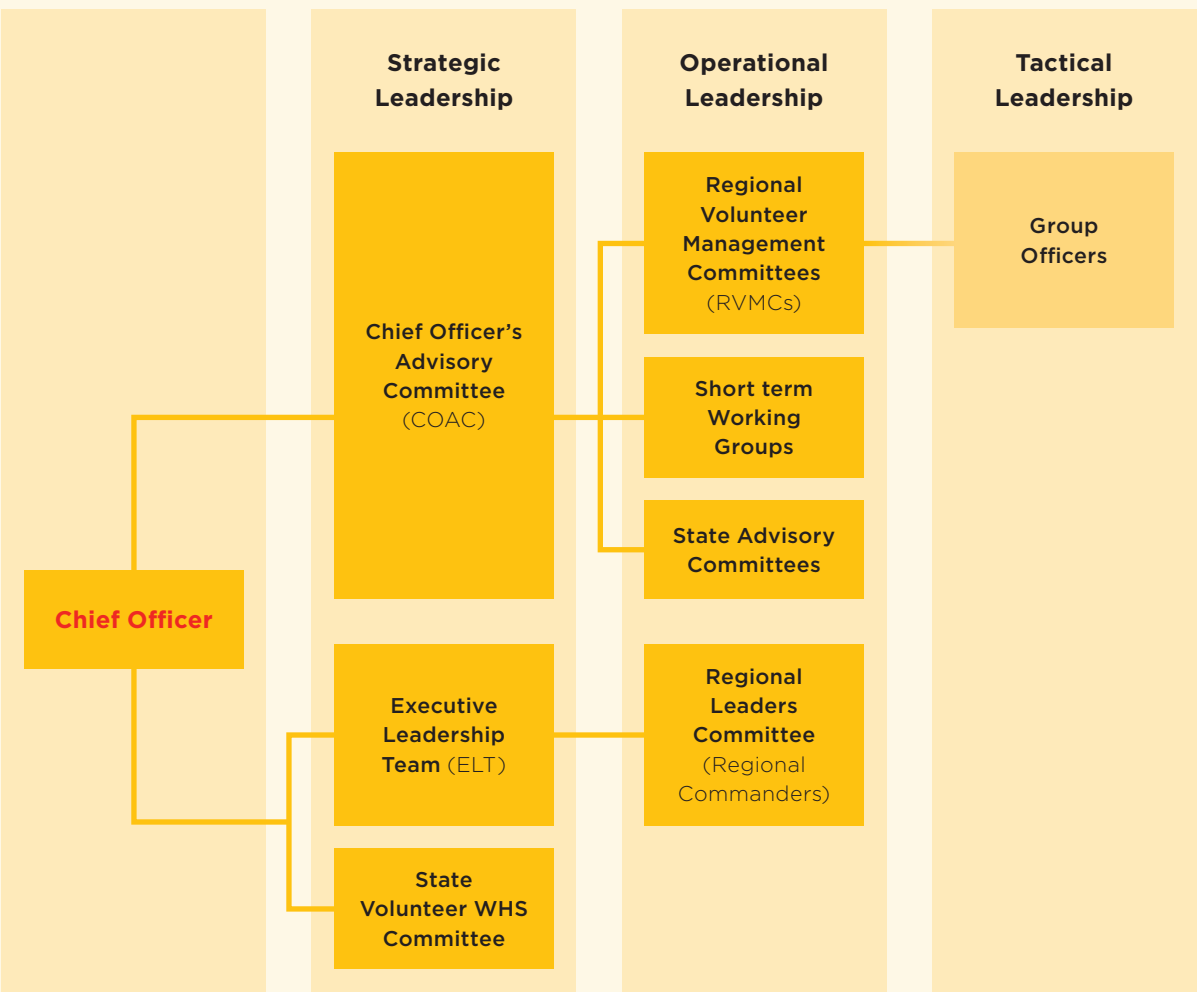 Strategic
Leadership
Operational
Leadership
Tactical
Leadership
Chief Officer
Chief Officer's
Advisory
Committee
(COAC)
Executive
Leadership
Team (ELT)
State
Volunteer WHS
Committee
Regional
Volunteer
Management
Committees
(RVMCs)
Short term
Working
Groups
State Advisory
Committees
Regional
Leaders
Committee
(Regional
Commanders)
Group
Officers